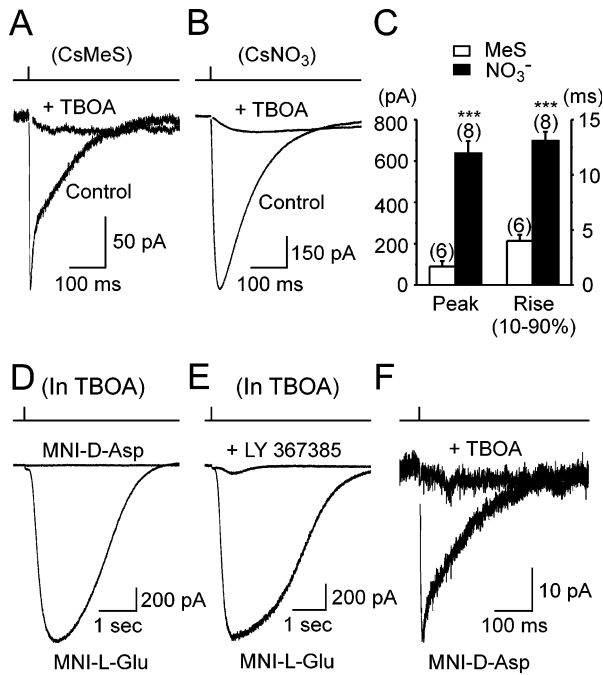 A
(CsMeS)
+ TBOA
Control
50 pA
100 ms
B
(CsNO₃)
+ TBOA
Control
150 pA
100 ms
C
MeS
NO₃⁻
(pA)
(ms)
800
600
400
200
0
15
10
5
0
(6)
***
(8)
(6)
***
(8)
Peak
Rise
(10-90%)
D
(In TBOA)
MNI-D-Asp
200 pA
1 sec
MNI-L-Glu
E
(In TBOA)
+ LY 367385
200 pA
1 sec
MNI-L-Glu
F
+ TBOA
10 pA
100 ms
MNI-D-Asp